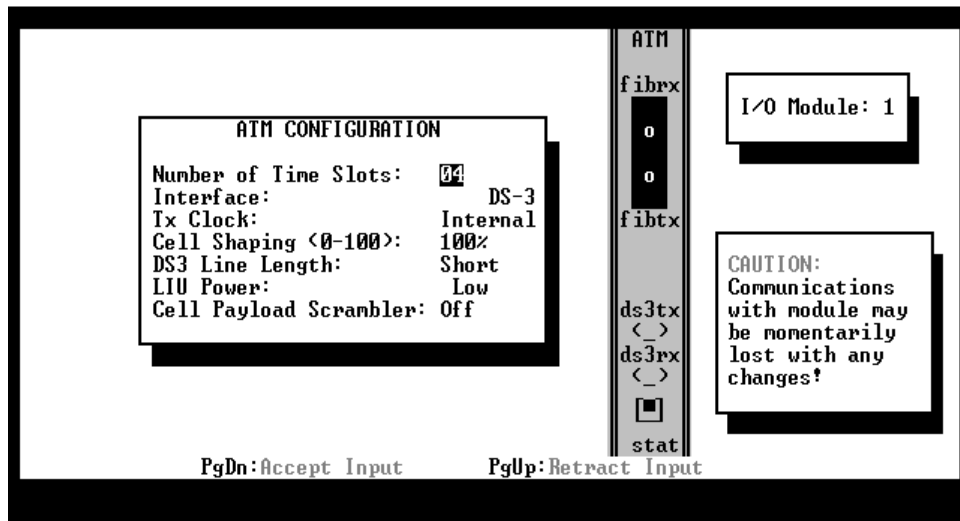 ATM CONFIGURATION
Number of Time Slots: 04
Interface: DS-3
Tx Clock: Internal
Cell Shaping (0-100): 100%
DS3 Line Length: Short
LIU Power: Low
Cell Payload Scrambler: Off
ATM
fibrx
o
o
fibtx
ds3tx
(_)
ds3rx
(_)
stat
I/O Module: 1
CAUTION:
Communications
with module may
be momentarily
lost with any
changes!
PgDn:Accept Input PgUp:Retract Input